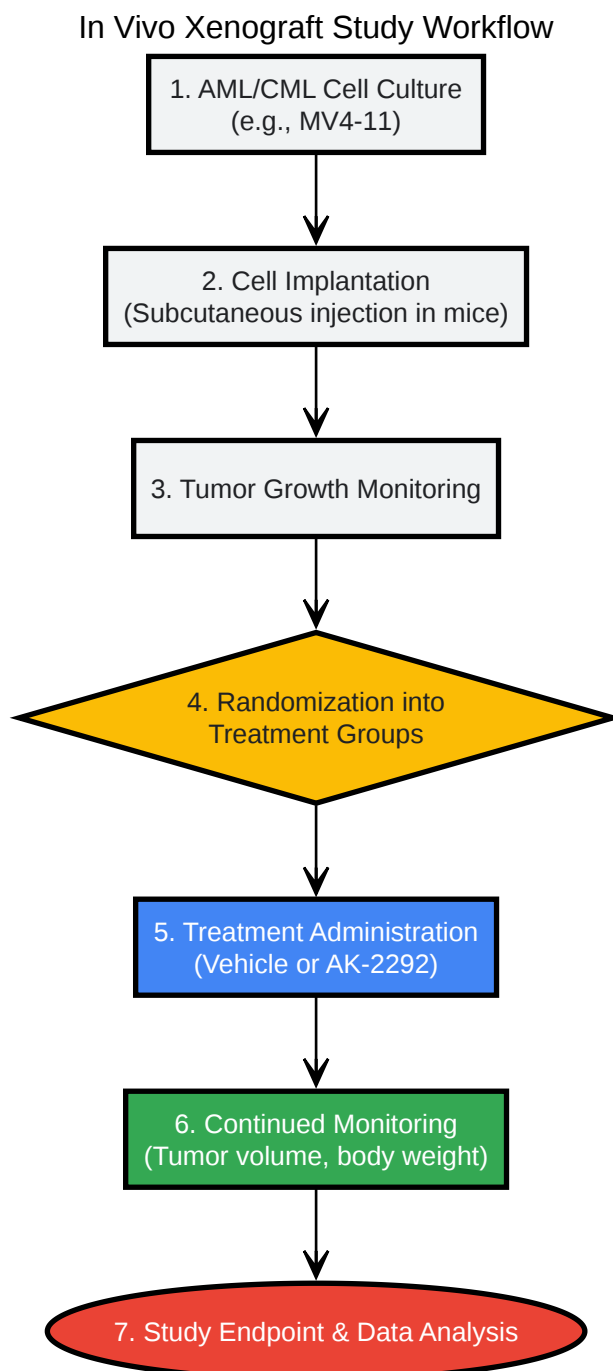 In Vivo Xenograft Study Workflow
1. AML/CML Cell Culture
(e.g., MV4-11)
2. Cell Implantation
(Subcutaneous injection in mice)
3. Tumor Growth Monitoring
4. Randomization into
Treatment Groups
5. Treatment Administration
(Vehicle or AK-2292)
6. Continued Monitoring
(Tumor volume, body weight)
7. Study Endpoint & Data Analysis